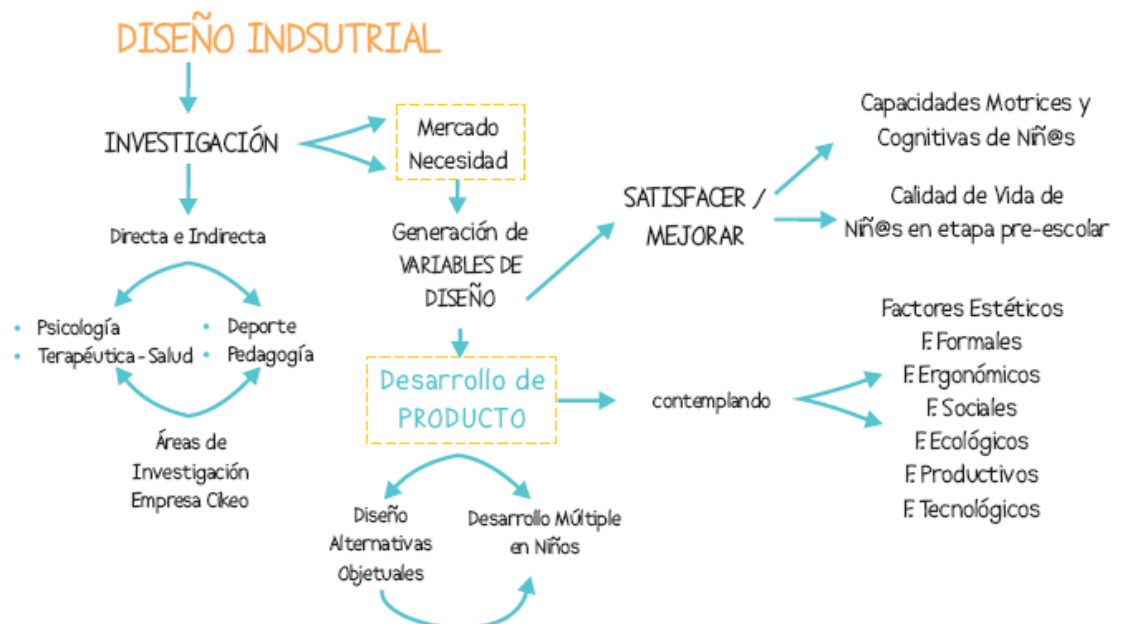 DISEÑO INDSUTRIAL
INVESTIGACIÓN
Mercado
Necesidad
Directa e Indirecta
• Psicología
• Terapéutica - Salud
• Deporte
• Pedagogía
Áreas de
Investigación
Empresa Cikeo
Generación de
VARIABLES DE
DISEÑO
SATISFACER /
MEJORAR
Capacidades Motrices y
Cognitivas de Niñ@s
Calidad de Vida de
Niñ@s en etapa pre-escolar
Desarrollo de
PRODUCTO
contemplando
Factores Estéticos
F. Formales
F. Ergonómicos
F. Sociales
F. Ecológicos
F. Productivos
F. Tecnológicos
Diseño
Alternativas
Objetuales
Desarrollo Múltiple
en Niños